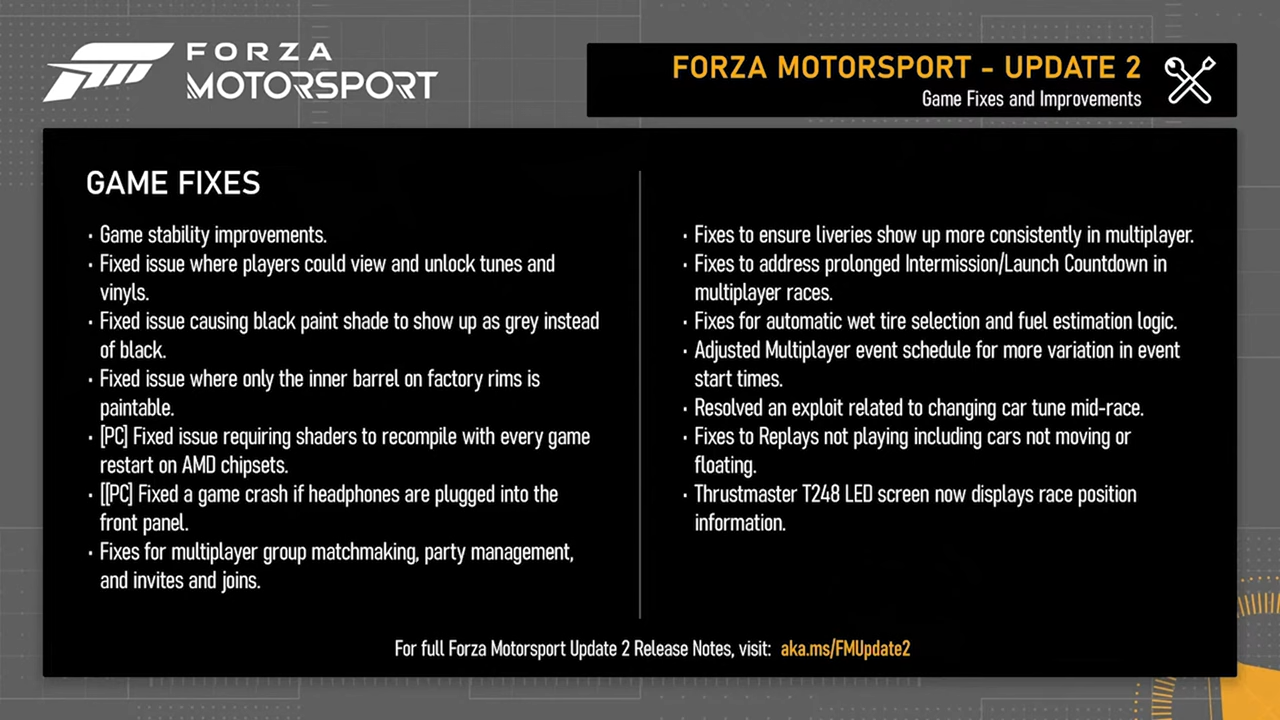 FORZA
MOTORSPORT
FORZA MOTORSPORT - UPDATE 2
Game Fixes and Improvements
GAME FIXES
· Game stability improvements.
· Fixed issue where players could view and unlock tunes and
vinyls.
· Fixed issue causing black paint shade to show up as grey instead
of black.
· Fixed issue where only the inner barrel on factory rims is
paintable.
· [PC] Fixed issue requiring shaders to recompile with every game
restart on AMD chipsets.
· [[PC] Fixed a game crash if headphones are plugged into the
front panel.
· Fixes for multiplayer group matchmaking, party management,
and invites and joins.
· Fixes to ensure liveries show up more consistently in multiplayer.
· Fixes to address prolonged Intermission/Launch Countdown in
multiplayer races.
· Fixes for automatic wet tire selection and fuel estimation logic.
· Adjusted Multiplayer event schedule for more variation in event
start times.
· Resolved an exploit related to changing car tune mid-race.
· Fixes to Replays not playing including cars not moving or
floating.
· Thrustmaster T248 LED screen now displays race position
information.
For full Forza Motorsport Update 2 Release Notes, visit: aka.ms/FMUpdate2